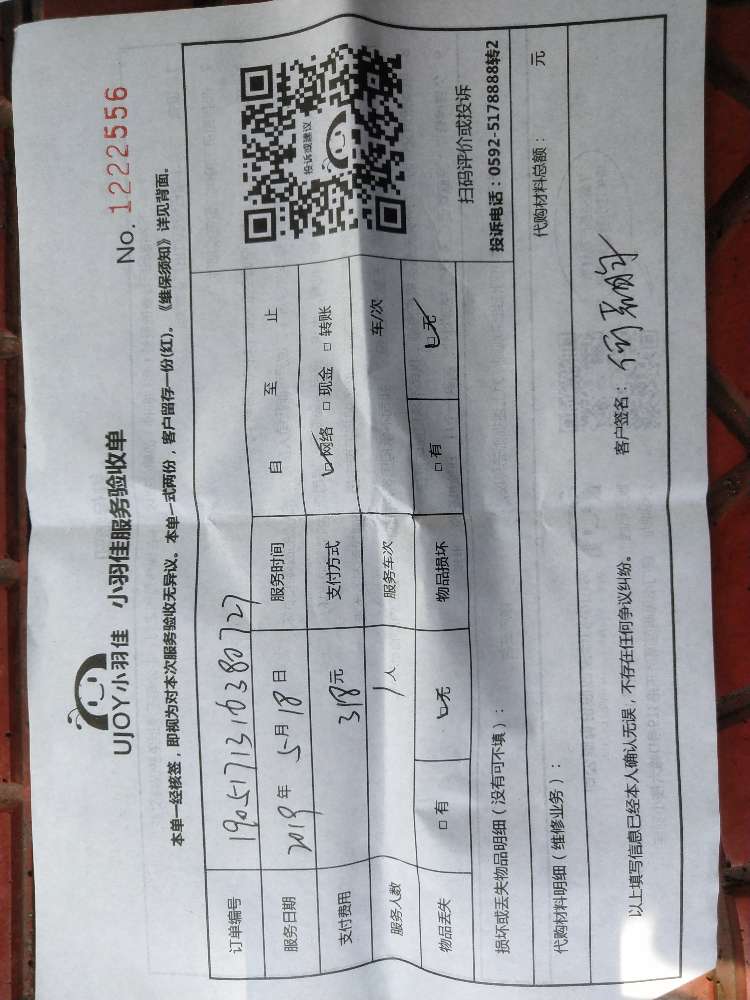 UJOY小羽佳 小羽佳服务验收单
No. 1222556
本单一经核签，即视为对本次服务验收无异议。本单一式两份，客户留存一份(红)。《维保须知》详见背面。
订单编号 1905171310380727
服务日期 2019年 5月 18日 服务时间 自 至 止
支付费用 318元 支付方式 □网络 □现金 □转账
服务人数 1人 服务车次 车/次
物品丢失 □有 □无 物品损坏 □有 □无
投诉或建议
扫码评价或投诉
投诉电话：0592-5178888转2
损坏或丢失物品明细（没有可不填）：
代购材料明细（维修业务）： 代购材料总额： 元
以上填写信息已经本人确认无误，不存在任何争议纠纷。 客户签名：